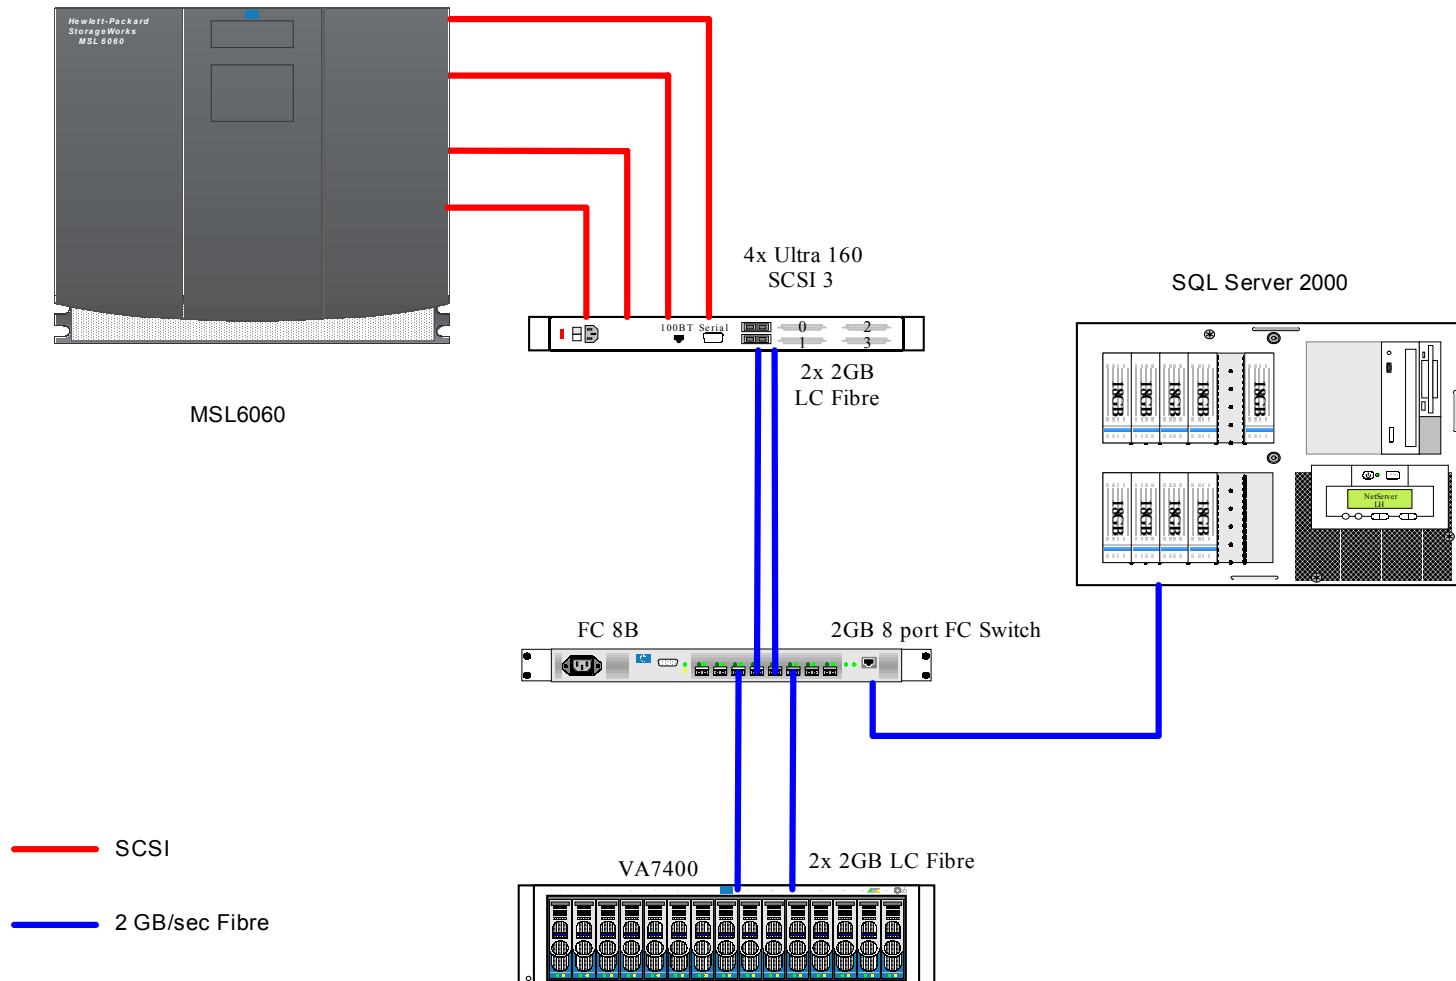 Hewlett-Packard
StorageWorks
MSL6060
4x Ultra 160
SCSI 3
SQL Server 2000
100BT Serial
0
2
1
3
2x 2GB
LC Fibre
MSL6060
18GB
18GB
18GB
18GB
18GB
18GB
18GB
18GB
18GB
NetServer
LH
FC 8B
2GB 8 port FC Switch
SCSI
VA7400
2x 2GB LC Fibre
2 GB/sec Fibre